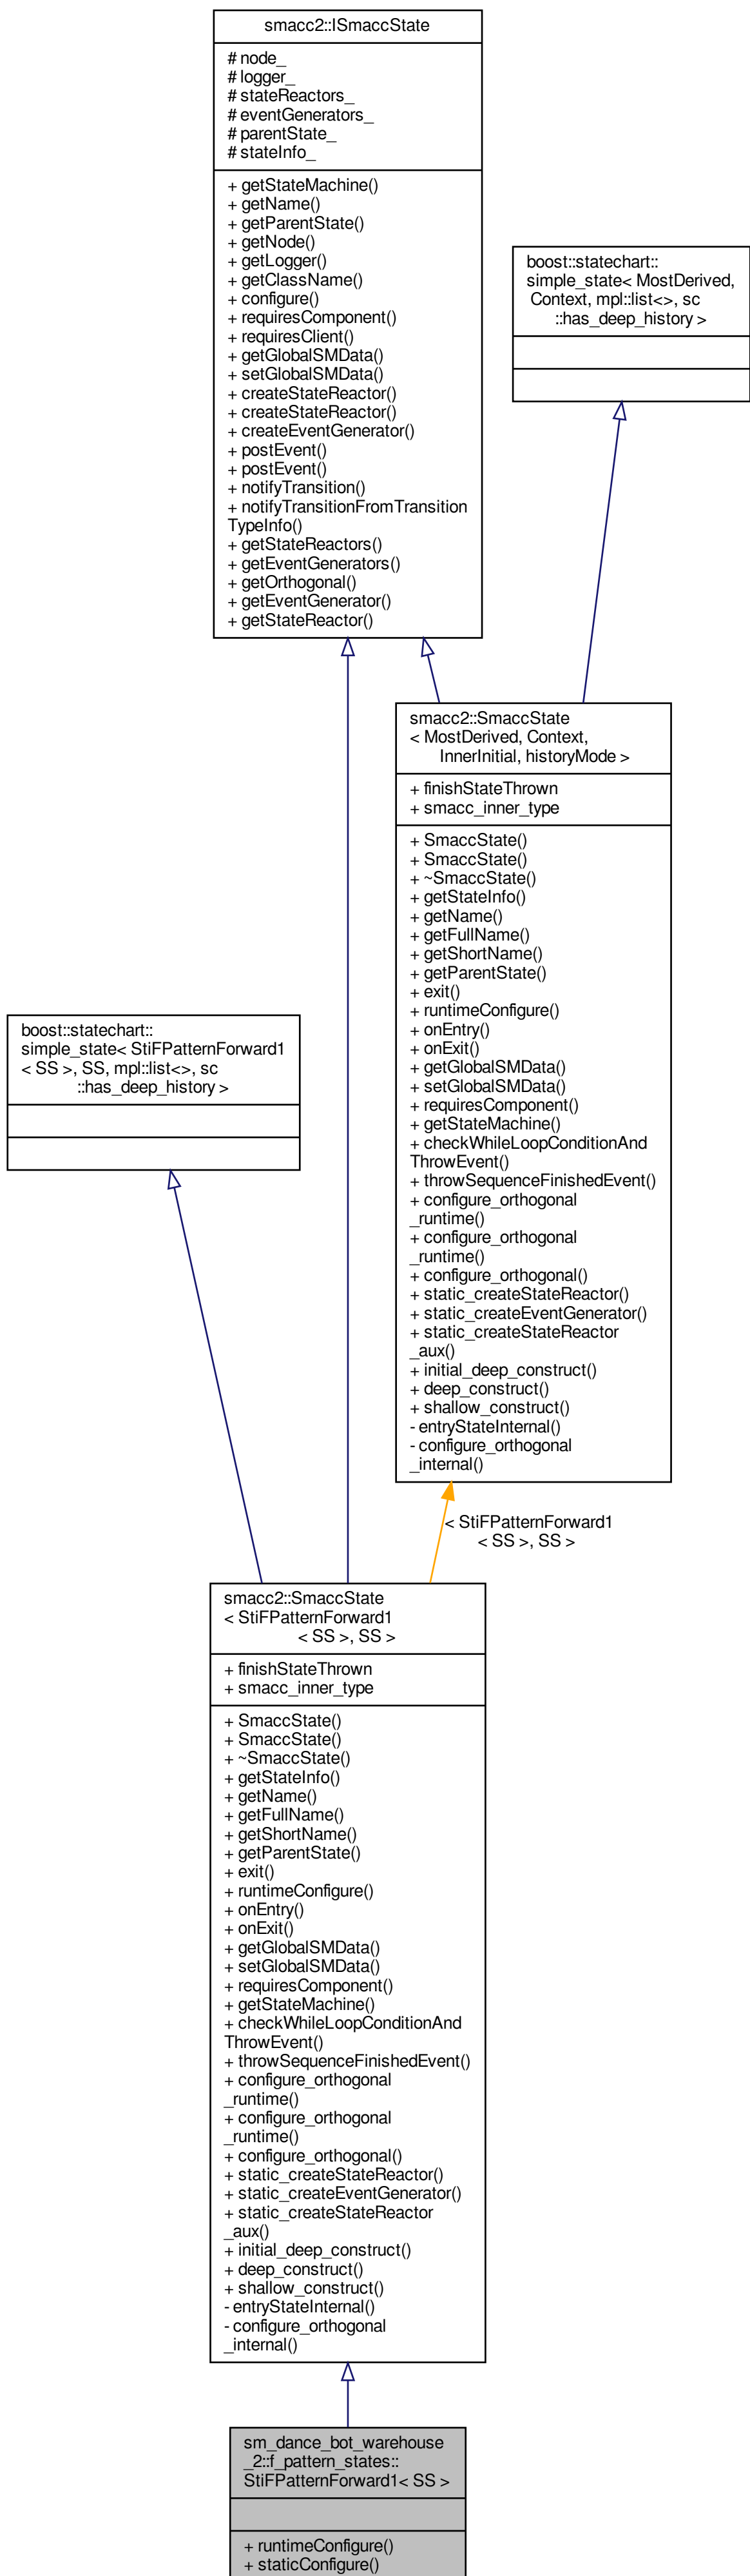 smacc2::ISmaccState
# node_
# logger_
# stateReactors_
# eventGenerators_
# parentState_
# stateInfo_
+ getStateMachine()
+ getName()
+ getParentState()
+ getNode()
+ getLogger()
+ getClassName()
+ configure()
+ requiresComponent()
+ requiresClient()
+ getGlobalSMData()
+ setGlobalSMData()
+ createStateReactor()
+ createStateReactor()
+ createEventGenerator()
+ postEvent()
+ postEvent()
+ notifyTransition()
+ notifyTransitionFromTransition
TypeInfo()
+ getStateReactors()
+ getEventGenerators()
+ getOrthogonal()
+ getEventGenerator()
+ getStateReactor()
boost::statechart::
simple_state< MostDerived,
Context, mpl::list<>, sc
::has_deep_history >
smacc2::SmaccState
< MostDerived, Context,
InnerInitial, historyMode >
+ finishStateThrown
+ smacc_inner_type
+ SmaccState()
+ SmaccState()
+ ~SmaccState()
+ getStateInfo()
+ getName()
+ getFullName()
+ getShortName()
+ getParentState()
+ exit()
+ runtimeConfigure()
+ onEntry()
+ onExit()
+ getGlobalSMData()
+ setGlobalSMData()
+ requiresComponent()
+ getStateMachine()
+ checkWhileLoopConditionAnd
ThrowEvent()
+ throwSequenceFinishedEvent()
+ configure_orthogonal
_runtime()
+ configure_orthogonal
_runtime()
+ configure_orthogonal()
+ static_createStateReactor()
+ static_createEventGenerator()
+ static_createStateReactor
_aux()
+ initial_deep_construct()
+ deep_construct()
+ shallow_construct()
- entryStateInternal()
- configure_orthogonal
_internal()
boost::statechart::
simple_state< StiFPatternForward1
< SS >, SS, mpl::list<>, sc
::has_deep_history >
< StiFPatternForward1
< SS >, SS >
smacc2::SmaccState
< StiFPatternForward1
< SS >, SS >
+ finishStateThrown
+ smacc_inner_type
+ SmaccState()
+ SmaccState()
+ ~SmaccState()
+ getStateInfo()
+ getName()
+ getFullName()
+ getShortName()
+ getParentState()
+ exit()
+ runtimeConfigure()
+ onEntry()
+ onExit()
+ getGlobalSMData()
+ setGlobalSMData()
+ requiresComponent()
+ getStateMachine()
+ checkWhileLoopConditionAnd
ThrowEvent()
+ throwSequenceFinishedEvent()
+ configure_orthogonal
_runtime()
+ configure_orthogonal
_runtime()
+ configure_orthogonal()
+ static_createStateReactor()
+ static_createEventGenerator()
+ static_createStateReactor
_aux()
+ initial_deep_construct()
+ deep_construct()
+ shallow_construct()
- entryStateInternal()
- configure_orthogonal
_internal()
sm_dance_bot_warehouse
_2::f_pattern_states::
StiFPatternForward1< SS >
+ runtimeConfigure()
+ staticConfigure()